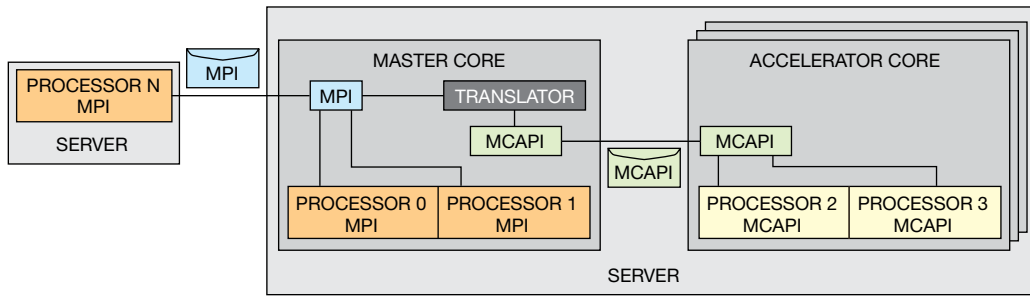 PROCESSOR N
MPI
SERVER
MPI
MASTER CORE
MPI
TRANSLATOR
MCAPI
PROCESSOR 0
MPI
PROCESSOR 1
MPI
MCAPI
ACCELERATOR CORE
MCAPI
PROCESSOR 2
MCAPI
PROCESSOR 3
MCAPI
SERVER